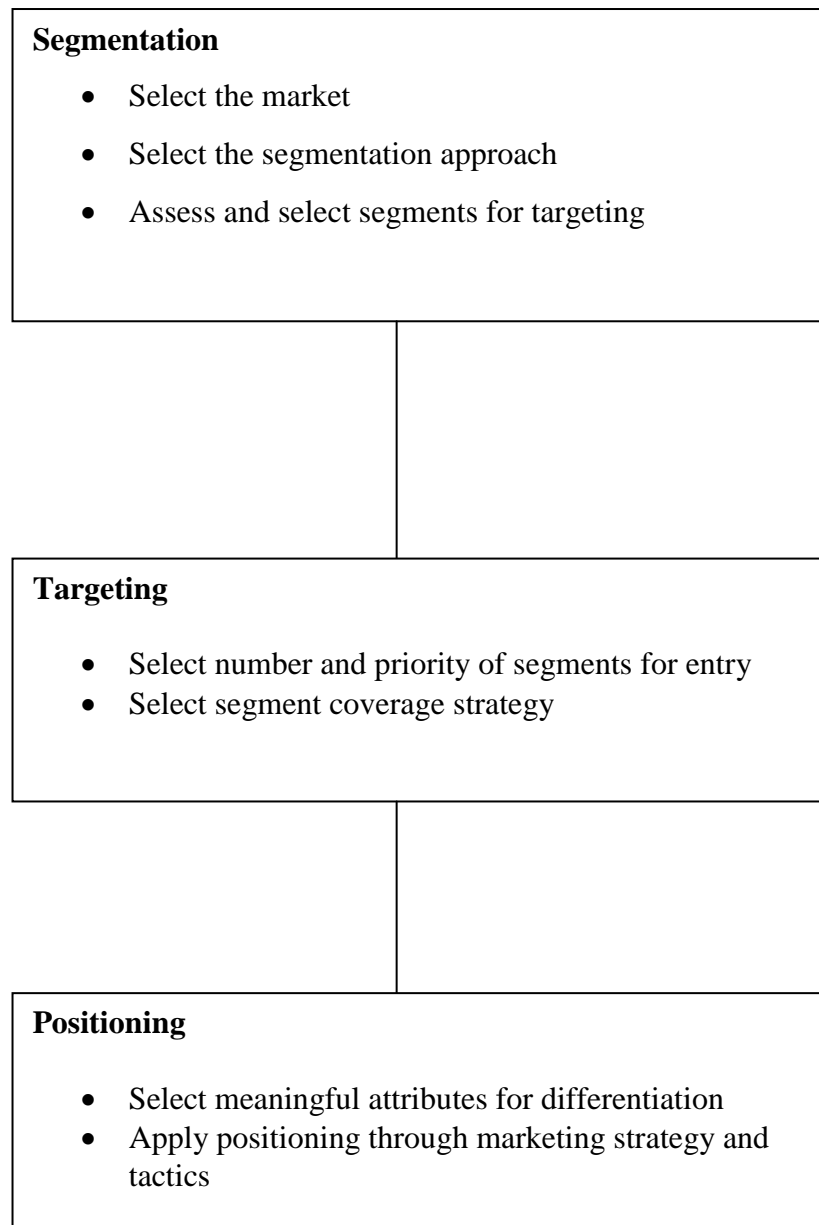 Segmentation
• Select the market
• Select the segmentation approach
• Assess and select segments for targeting
Targeting
• Select number and priority of segments for entry
• Select segment coverage strategy
Positioning
• Select meaningful attributes for differentiation
• Apply positioning through marketing strategy and
tactics